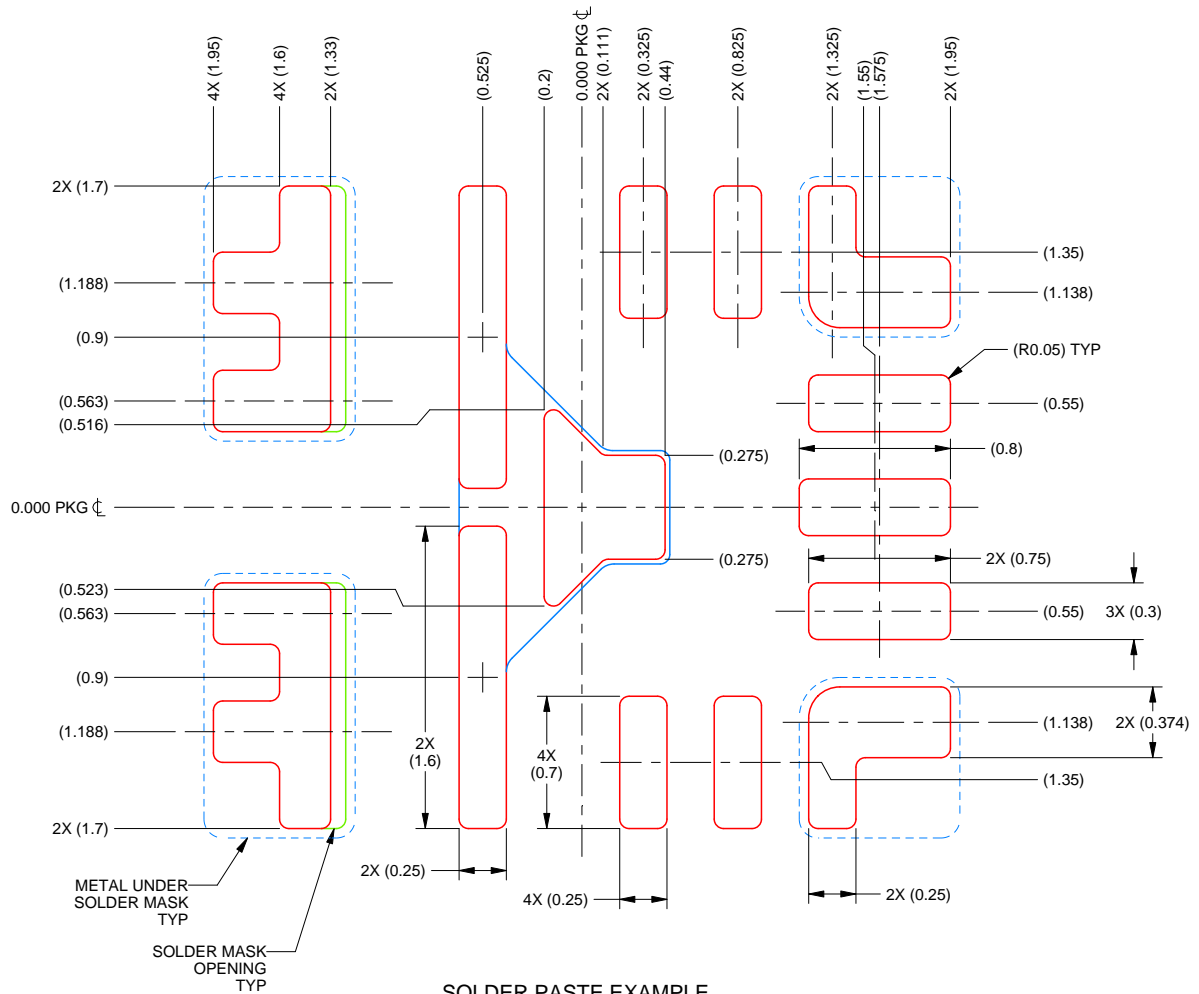 4X (1.95)
4X (1.6)
2X (1.33)
(0.525)
(0.2)
0.000 PKG ℄
2X (0.111)
2X (0.325)
(0.44)
2X (0.825)
2X (1.325)
(1.55)
(1.575)
2X (1.95)
2X (1.7)
(1.188)
(0.9)
(0.563)
(0.516)
0.000 PKG ℄
(0.523)
(0.563)
(0.9)
(1.188)
2X (1.7)
(1.35)
(1.138)
(R0.05) TYP
(0.55)
(0.8)
(0.275)
(0.275)
2X (0.75)
(0.55)
3X (0.3)
(1.138)
2X (0.374)
(1.35)
2X
(1.6)
4X
(0.7)
2X (0.25)
4X (0.25)
2X (0.25)
METAL UNDER
SOLDER MASK
TYP
SOLDER MASK
OPENING
TYP
SOLDER PASTE EXAMPLE